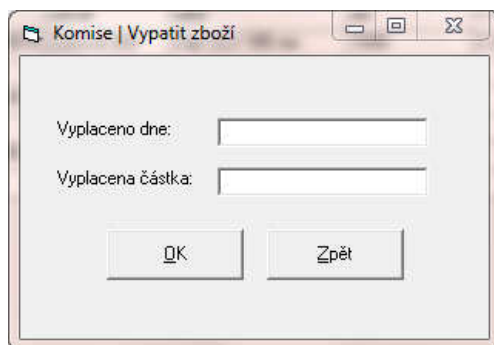 Komise | Vypatit zboží
Vyplaceno dne:
Vyplacena částka:
OK
Zpět